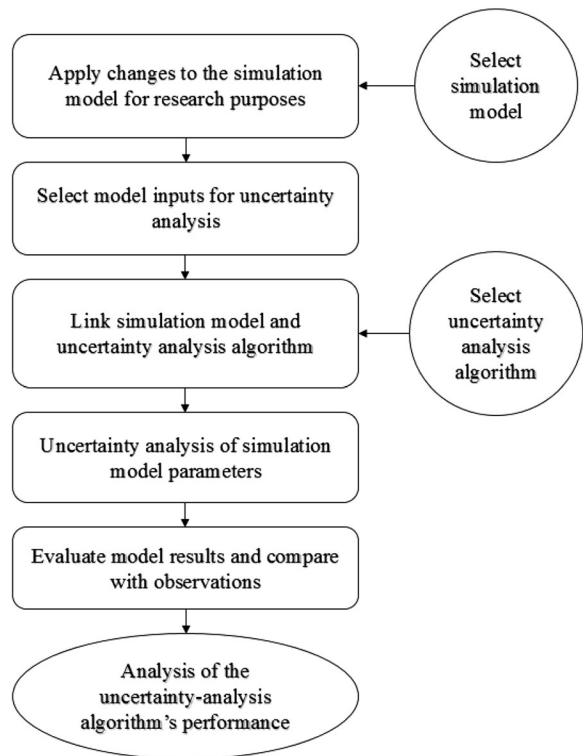 Apply changes to the simulation
model for research purposes
Select
simulation
model
Select model inputs for uncertainty
analysis
Link simulation model and
uncertainty analysis algorithm
Select
uncertainty
analysis
algorithm
Uncertainty analysis of simulation
model parameters
Evaluate model results and compare
with observations
Analysis of the
uncertainty-analysis
algorithm’s performance